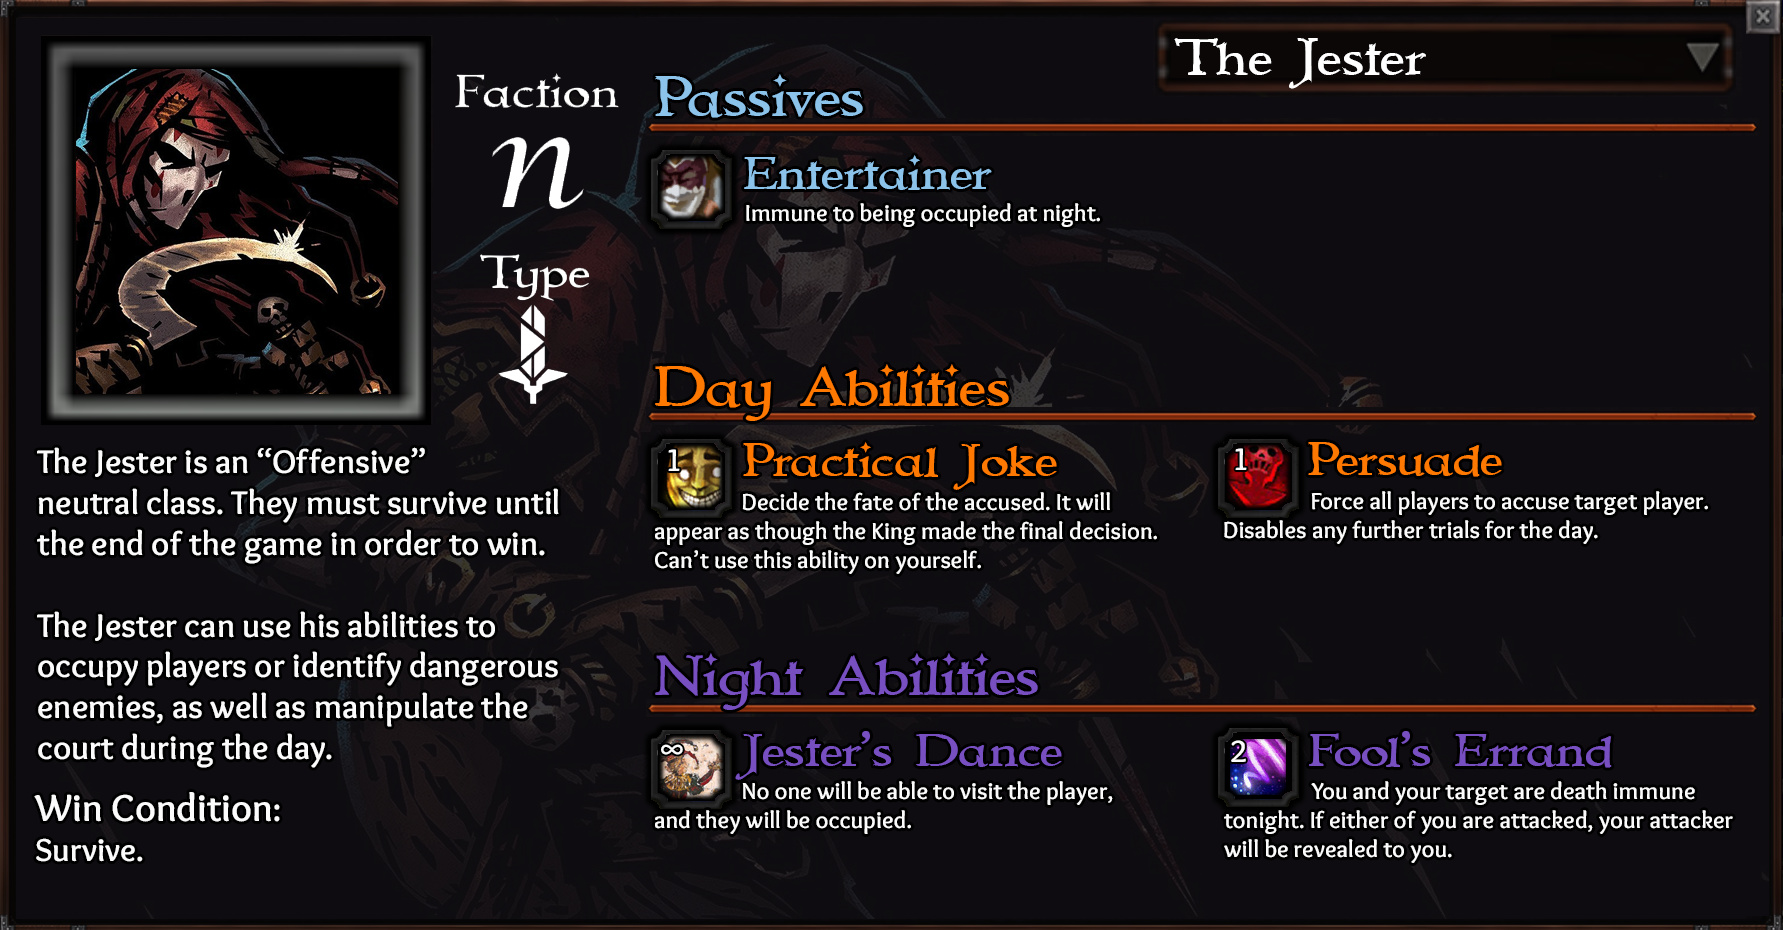 The Jester
Faction
n
Type
The Jester is an “Offensive”
neutral class. They must survive until
the end of the game in order to win.
The Jester can use his abilities to
occupy players or identify dangerous
enemies, as well as manipulate the
court during the day.
Win Condition:
Survive.
Passives
Entertainer
Immune to being occupied at night.
Day Abilities
1
Practical Joke
Decide the fate of the accused. It will
appear as though the King made the final decision.
Can’t use this ability on yourself.
1
Persuade
Force all players to accuse target player.
Disables any further trials for the day.
Night Abilities
∞
Jester’s Dance
No one will be able to visit the player,
and they will be occupied.
2
Fool’s Errand
You and your target are death immune
tonight. If either of you are attacked, your attacker
will be revealed to you.